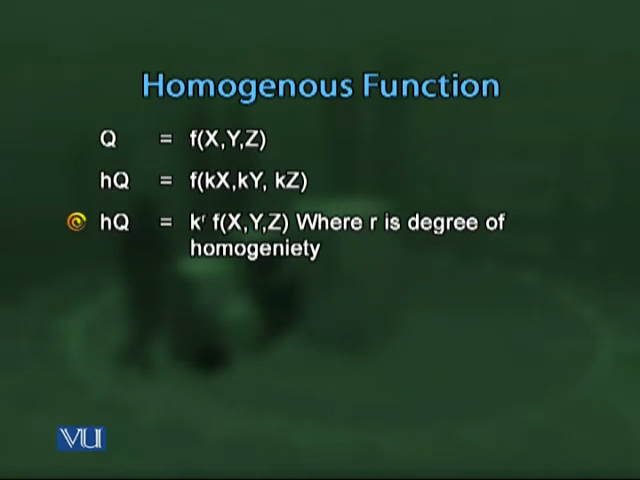 Homogenous Function
Q = f(X,Y,Z)
hQ = f(kX,kY, kZ)
hQ = kʳ f(X,Y,Z) Where r is degree of
homogeniety
VU